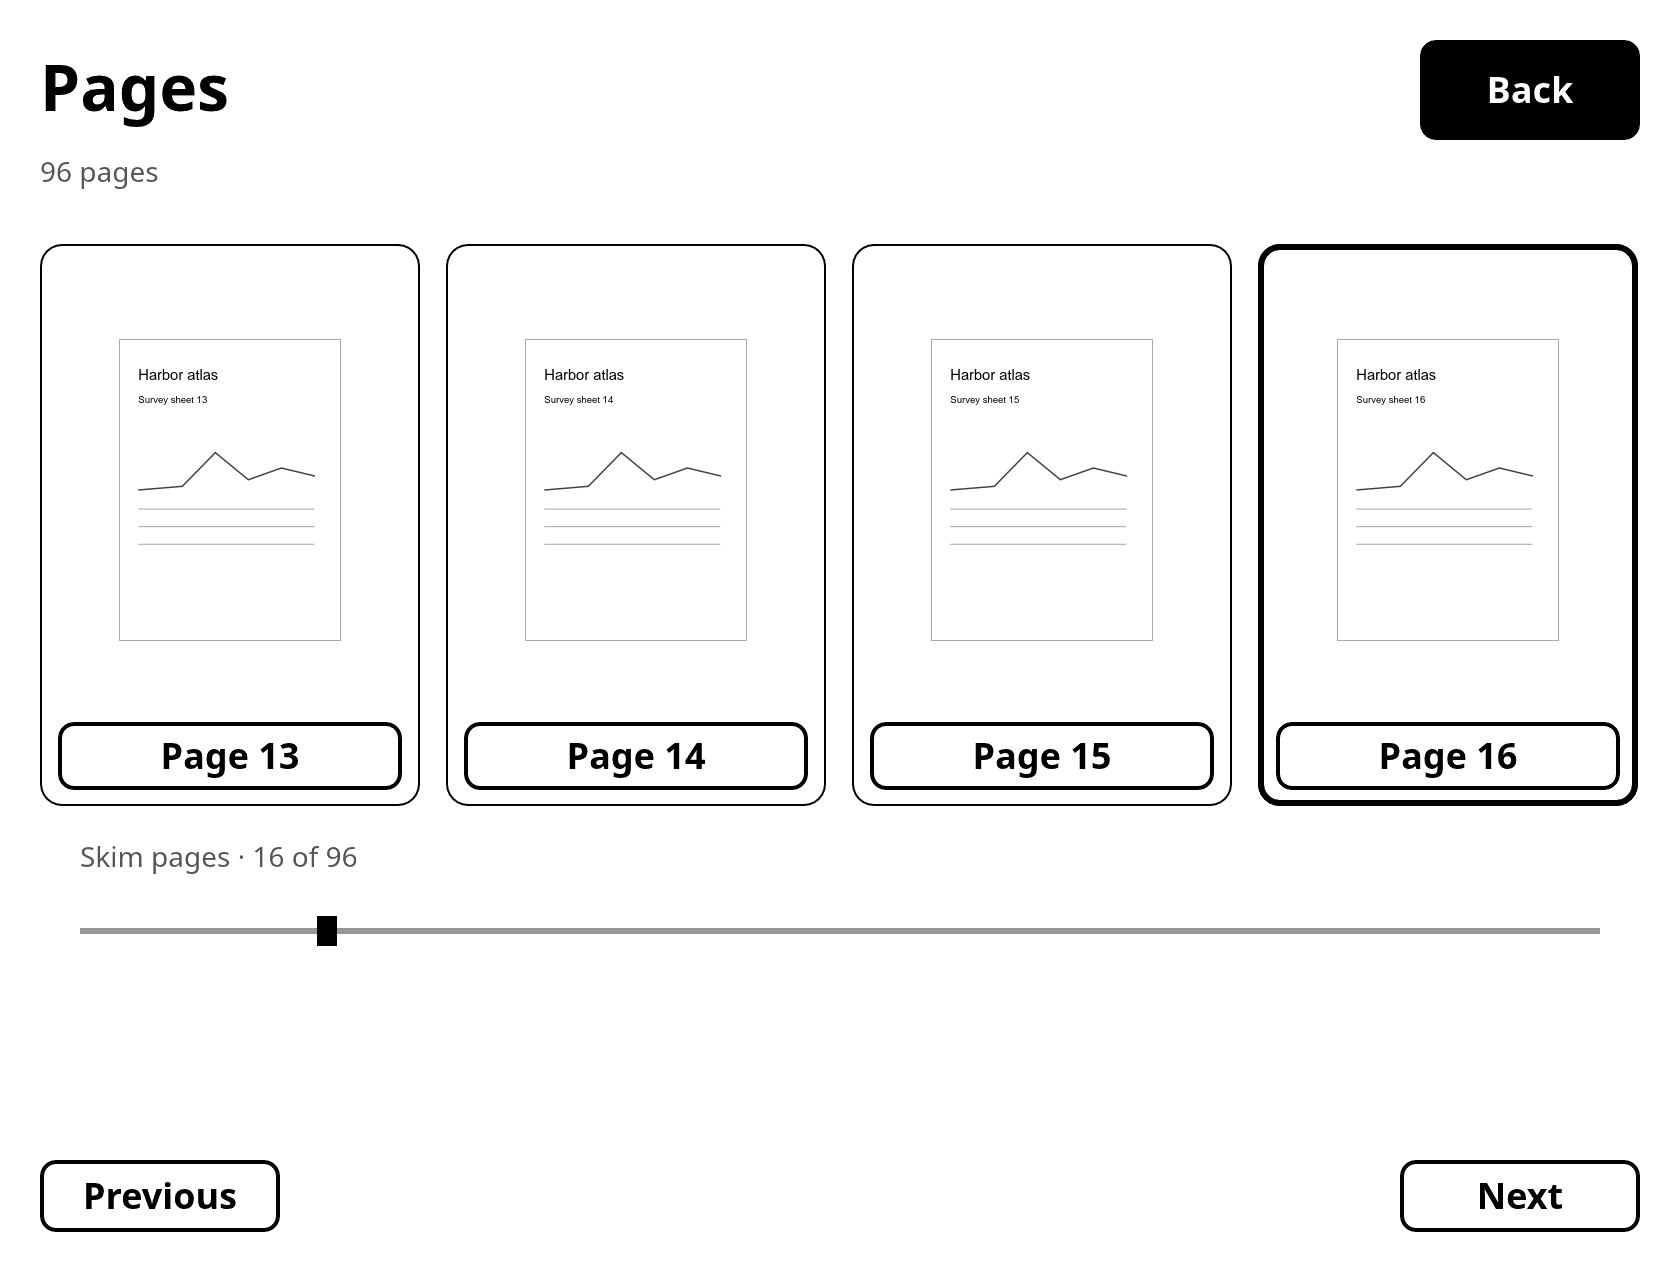 Pages
Back
96 pages
Harbor atlas
Survey sheet 13
Page 13
Harbor atlas
Survey sheet 14
Page 14
Harbor atlas
Survey sheet 15
Page 15
Harbor atlas
Survey sheet 16
Page 16
Skim pages · 16 of 96
Previous
Next